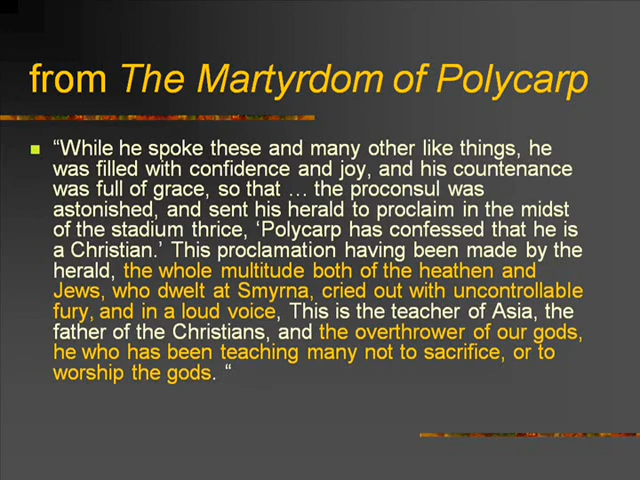 from The Martyrdom of Polycarp
“While he spoke these and many other like things, he
was filled with confidence and joy, and his countenance
was full of grace, so that … the proconsul was
astonished, and sent his herald to proclaim in the midst
of the stadium thrice, ‘Polycarp has confessed that he is
a Christian.’ This proclamation having been made by the
herald, the whole multitude both of the heathen and
Jews, who dwelt at Smyrna, cried out with uncontrollable
fury, and in a loud voice, This is the teacher of Asia, the
father of the Christians, and the overthrower of our gods,
he who has been teaching many not to sacrifice, or to
worship the gods. “